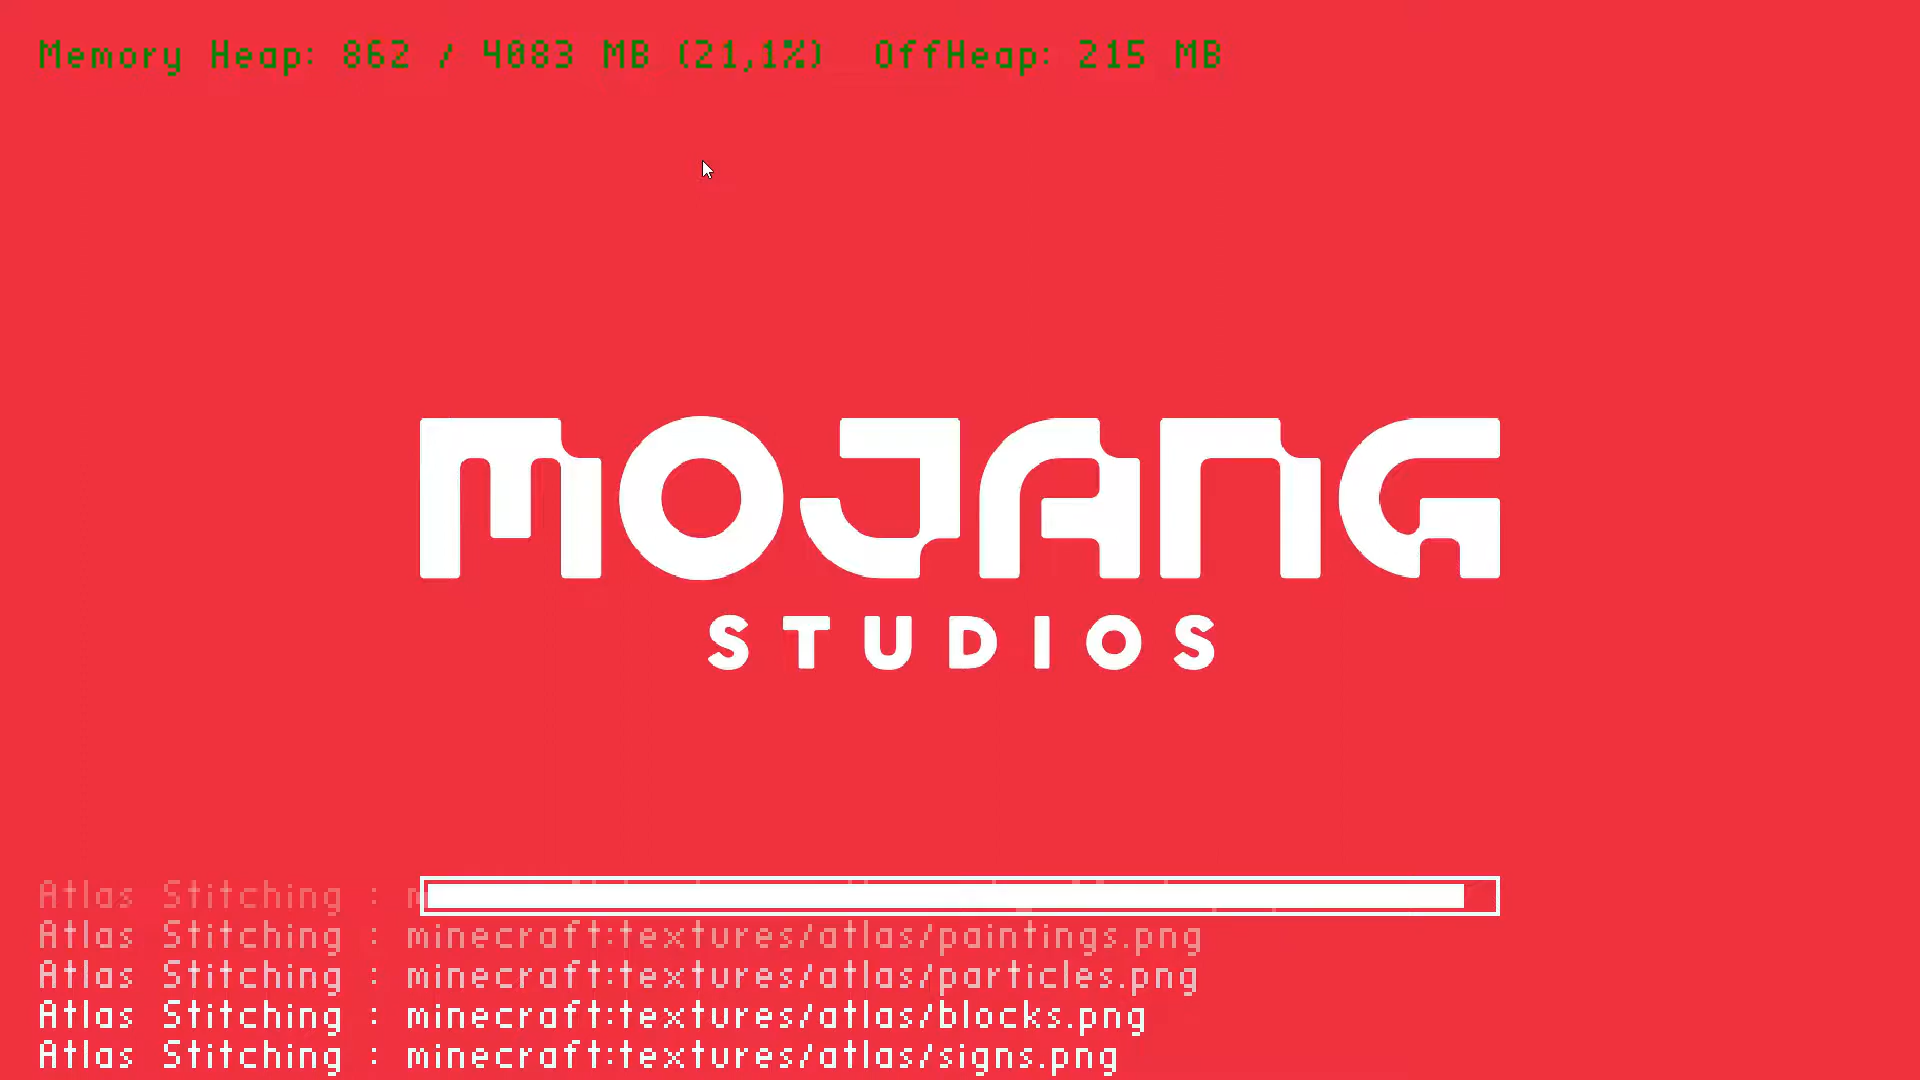 Memory Heap: 862 / 4083 MB (21,1%)  OffHeap: 215 MB
MOJANG
STUDIOS
Atlas Stitching :
Atlas Stitching : minecraft:textures/atlas/paintings.png
Atlas Stitching : minecraft:textures/atlas/particles.png
Atlas Stitching : minecraft:textures/atlas/blocks.png
Atlas Stitching : minecraft:textures/atlas/signs.png